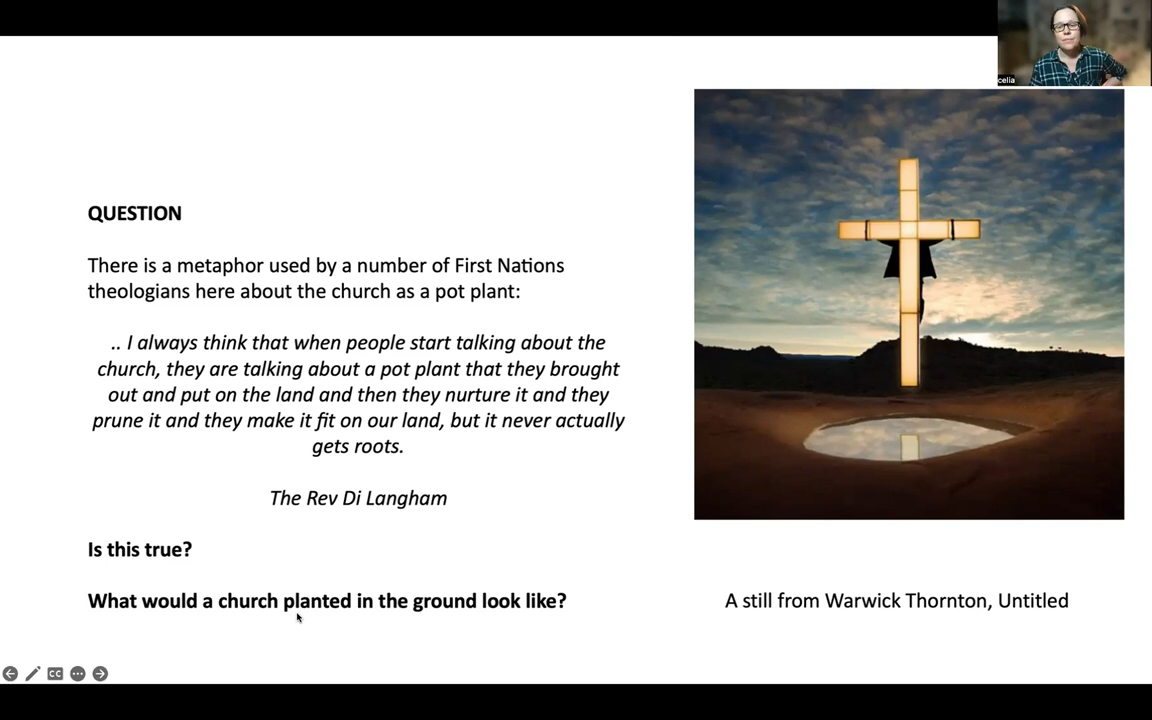 celia
QUESTION
There is a metaphor used by a number of First Nations
theologians here about the church as a pot plant:
.. I always think that when people start talking about the
church, they are talking about a pot plant that they brought
out and put on the land and then they nurture it and they
prune it and they make it fit on our land, but it never actually
gets roots.
The Rev Di Langham
Is this true?
What would a church planted in the ground look like?
A still from Warwick Thornton, Untitled
CC